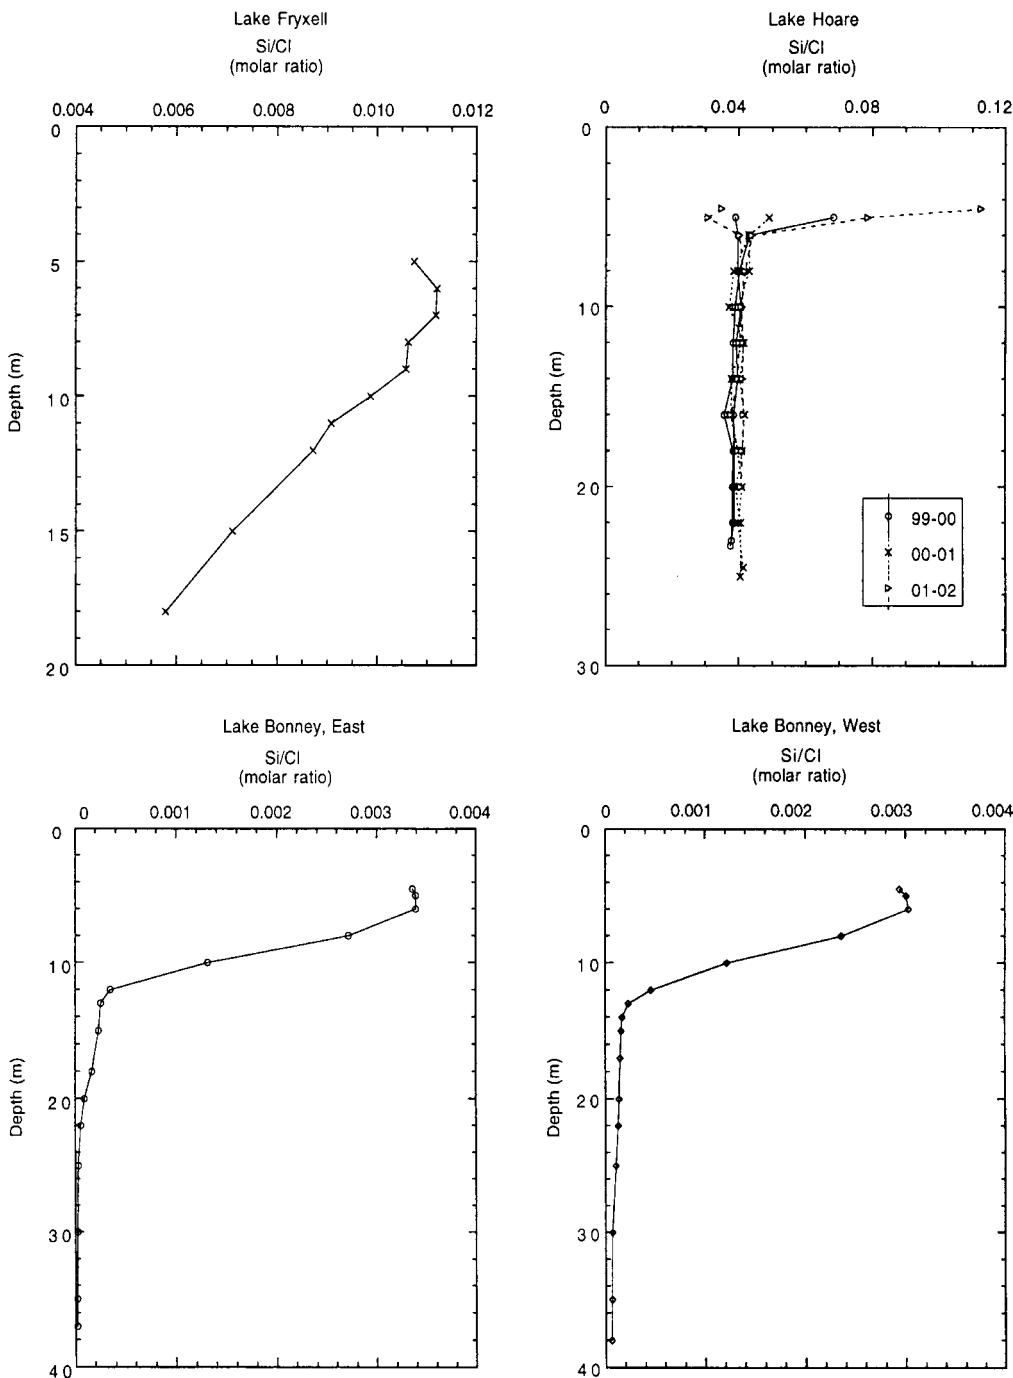 Lake Fryxell
Si/Cl
(molar ratio)
0.004 0.006 0.008 0.010 0.012
0
5
10
15
20
Depth (m)
Lake Hoare
Si/Cl
(molar ratio)
0 0.04 0.08 0.12
0
10
20
30
Depth (m)
99-00
00-01
01-02
Lake Bonney, East
Si/Cl
(molar ratio)
0 0.001 0.002 0.003 0.004
0
10
20
30
40
Depth (m)
Lake Bonney, West
Si/Cl
(molar ratio)
0 0.001 0.002 0.003 0.004
0
10
20
30
40
Depth (m)